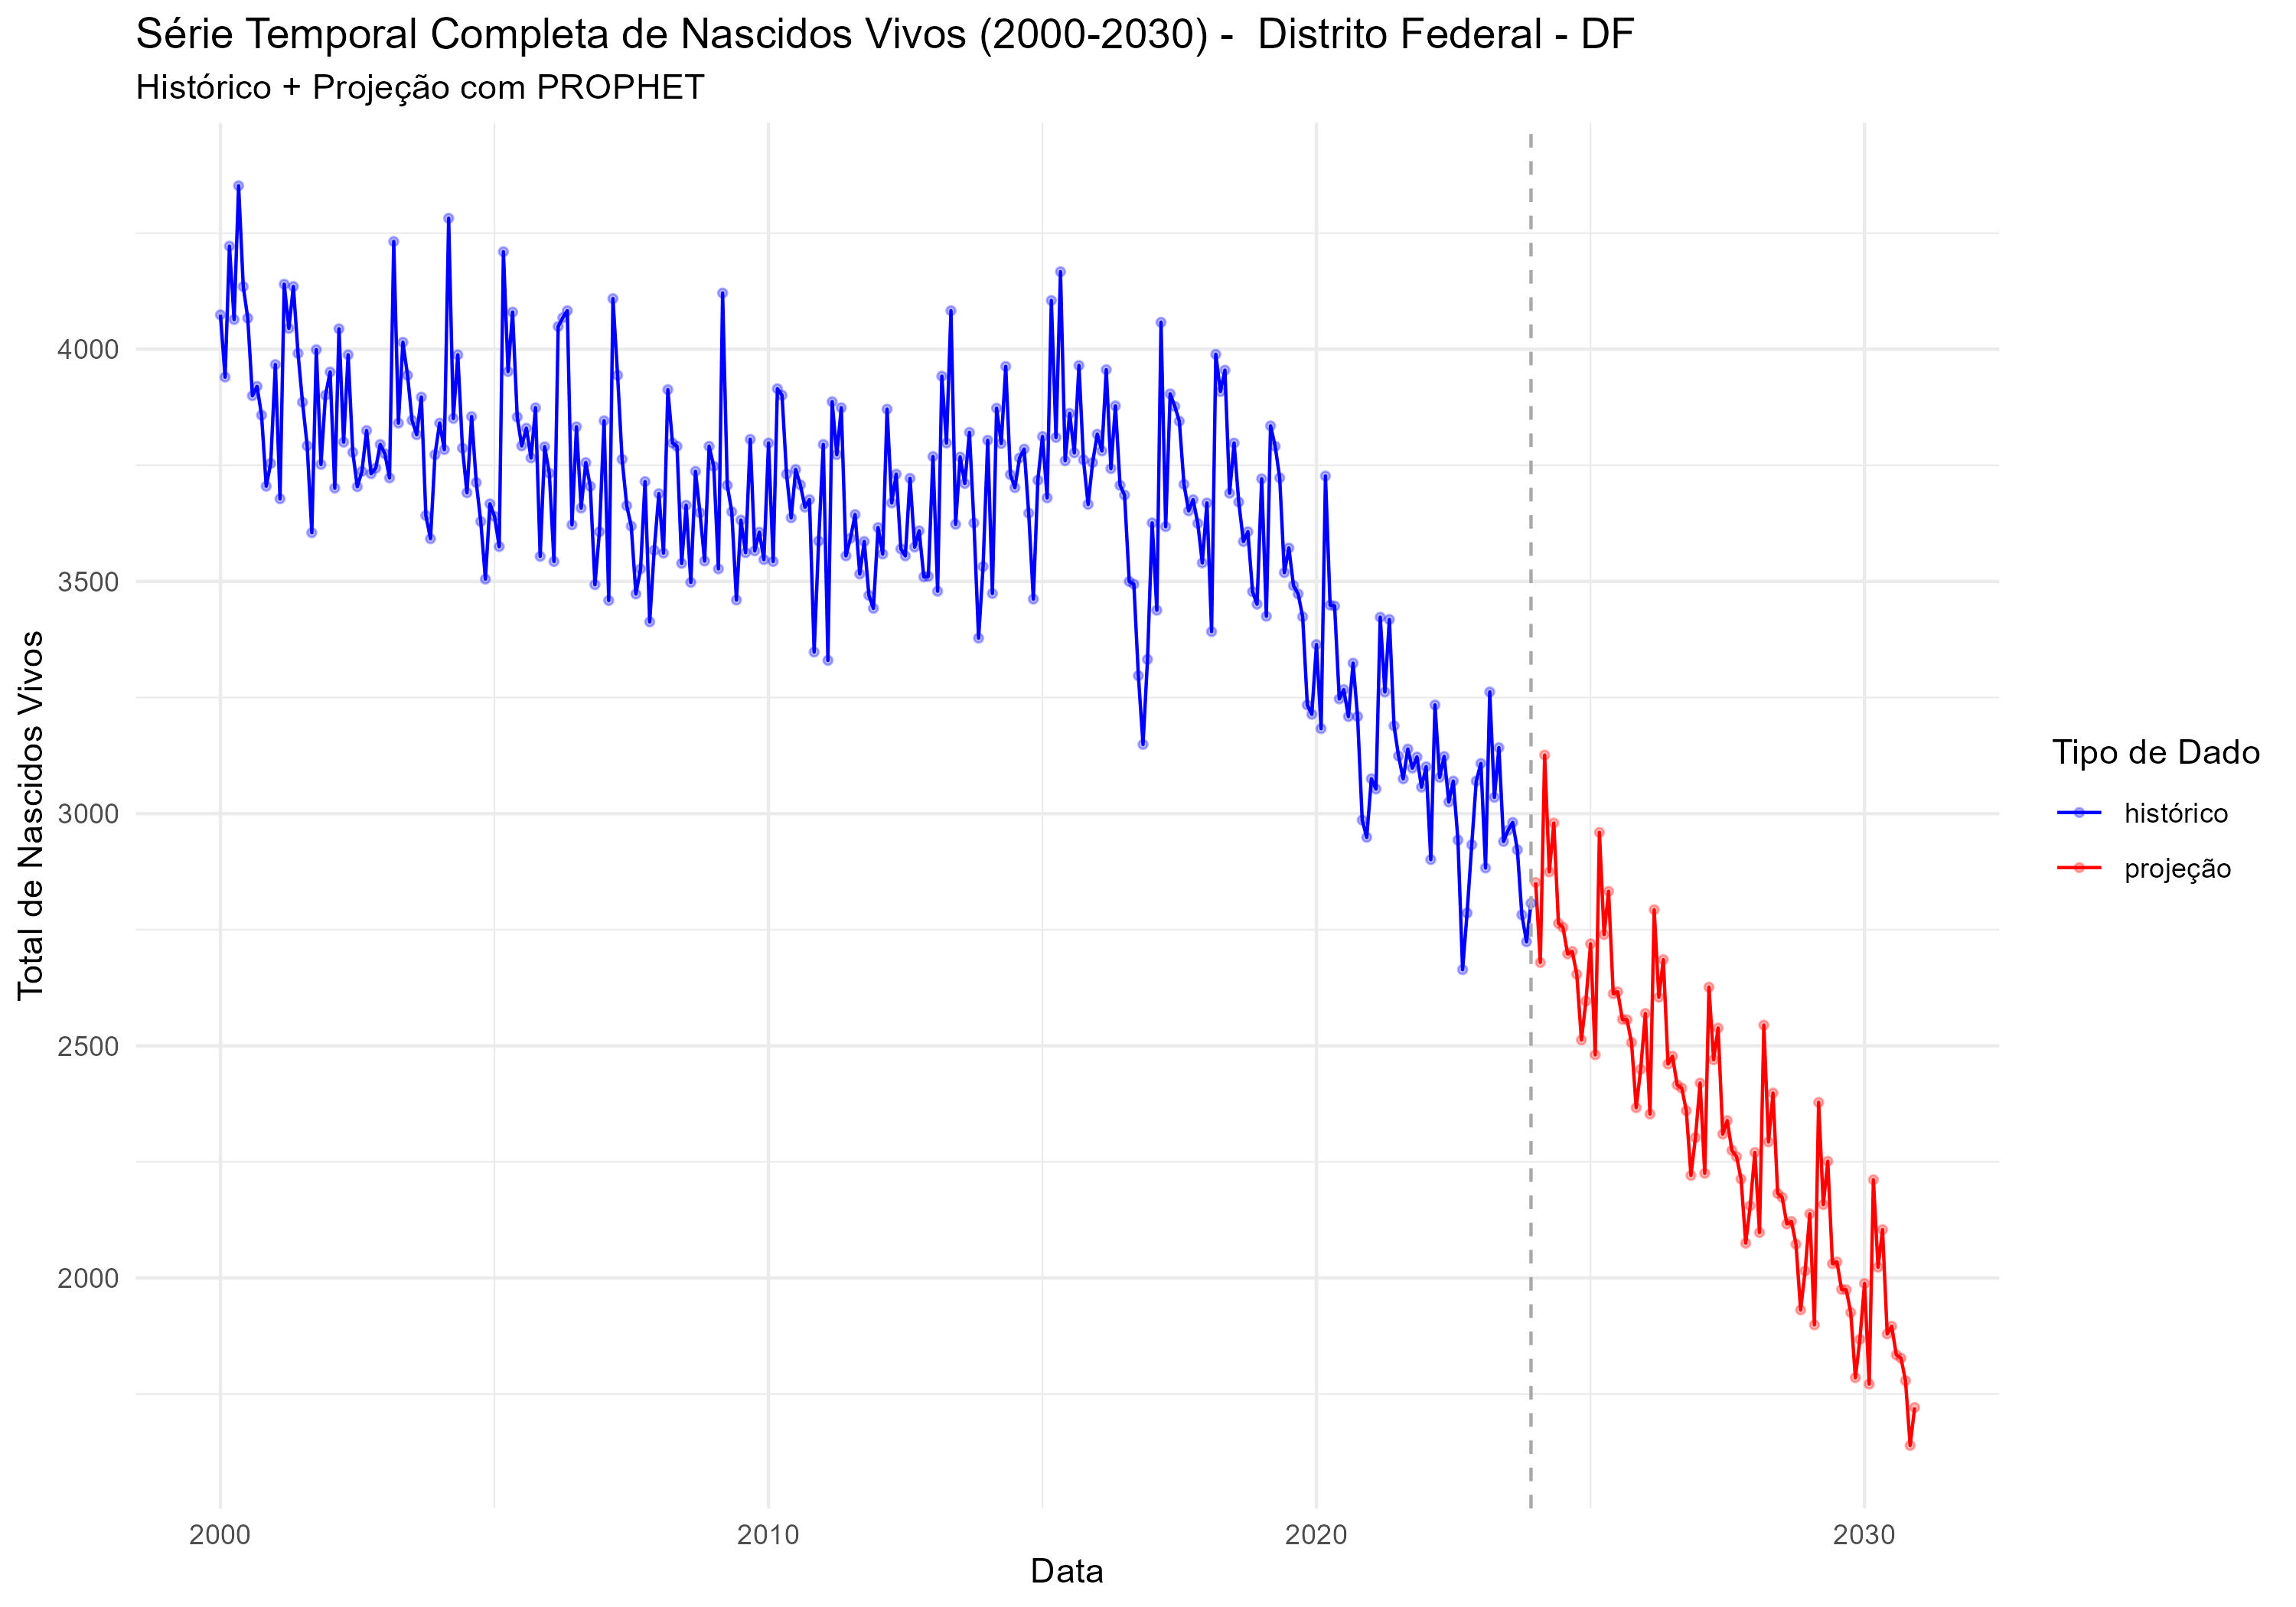 Série Temporal Completa de Nascidos Vivos (2000-2030) -  Distrito Federal - DF
Histórico + Projeção com PROPHET
Total de Nascidos Vivos
4000
3500
3000
2500
2000
2000
2010
2020
2030
Data
Tipo de Dado
histórico
projeção